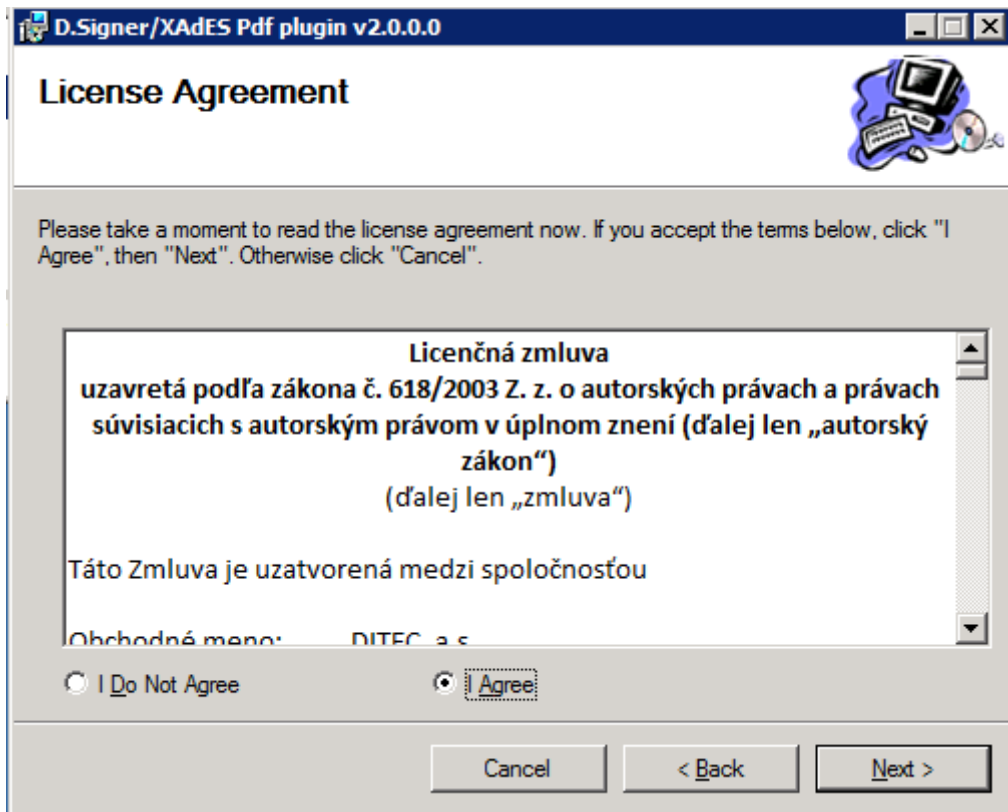 D.Signer/XAdES Pdf plugin v2.0.0.0
License Agreement
Please take a moment to read the license agreement now. If you accept the terms below, click "I
Agree", then "Next". Otherwise click "Cancel".
Licenčná zmluva
uzavretá podľa zákona č. 618/2003 Z. z. o autorských právach a právach
súvisiacich s autorským právom v úplnom znení (ďalej len „autorský
zákon“)
(ďalej len „zmluva“)
Táto Zmluva je uzatvorená medzi spoločnosťou
Obchodné meno: DITEC, a.s.
I Do Not Agree
I Agree
Cancel
< Back
Next >